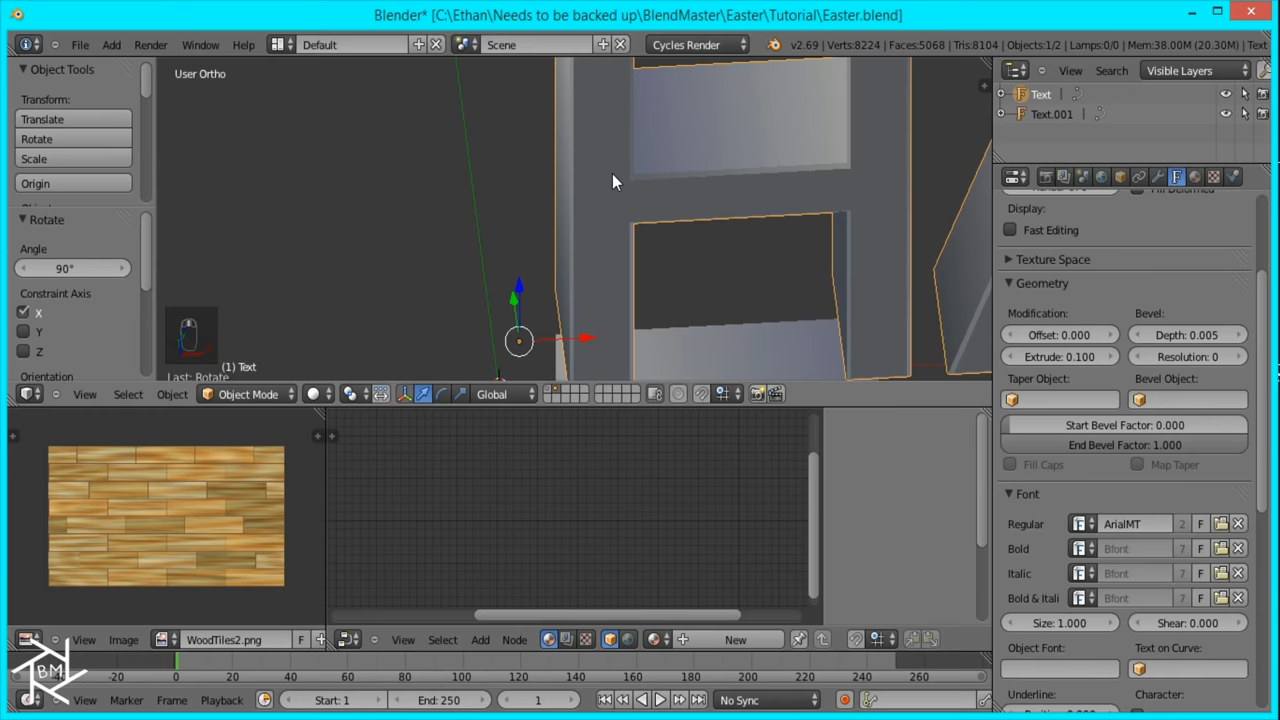 Blender* [C:\Ethan\Needs to be backed up\BlendMaster\Easter\Tutorial\Easter.blend]
File Add Render Window Help Default Scene Cycles Render v2.69 | Verts:8224 | Faces:5068 | Tris:8104 | Objects:1/2 | Lamps:0/0 | Mem:38.00M (20.30M) | Text
Object Tools
Transform:
Translate
Rotate
Scale
Origin
Rotate
Angle
90°
Constraint Axis
X
Y
Z
Orientation
User Ortho
(1) Text
Last: Rotate
View Select Object Object Mode Global
View Search Visible Layers
Text
Text.001
Display:
Fast Editing
Texture Space
Geometry
Modification: Bevel:
Offset: 0.000 Depth: 0.005
Extrude: 0.100 Resolution: 0
Taper Object: Bevel Object:
Start Bevel Factor: 0.000
End Bevel Factor: 1.000
Fill Caps Map Taper
Font
Regular ArialMT 2 F
Bold Bfont 7 F
Italic Bfont 7 F
Bold & Itali Bfont 7 F
Size: 1.000 Shear: 0.000
Object Font: Text on Curve:
Underline: Character:
View Image WoodTiles2.png F
View Select Add Node New
-20 0 20 40 60 80 100 120 140 160 180 200 220 240 260
View Marker Frame Playback Start: 1 End: 250 1 No Sync
BM